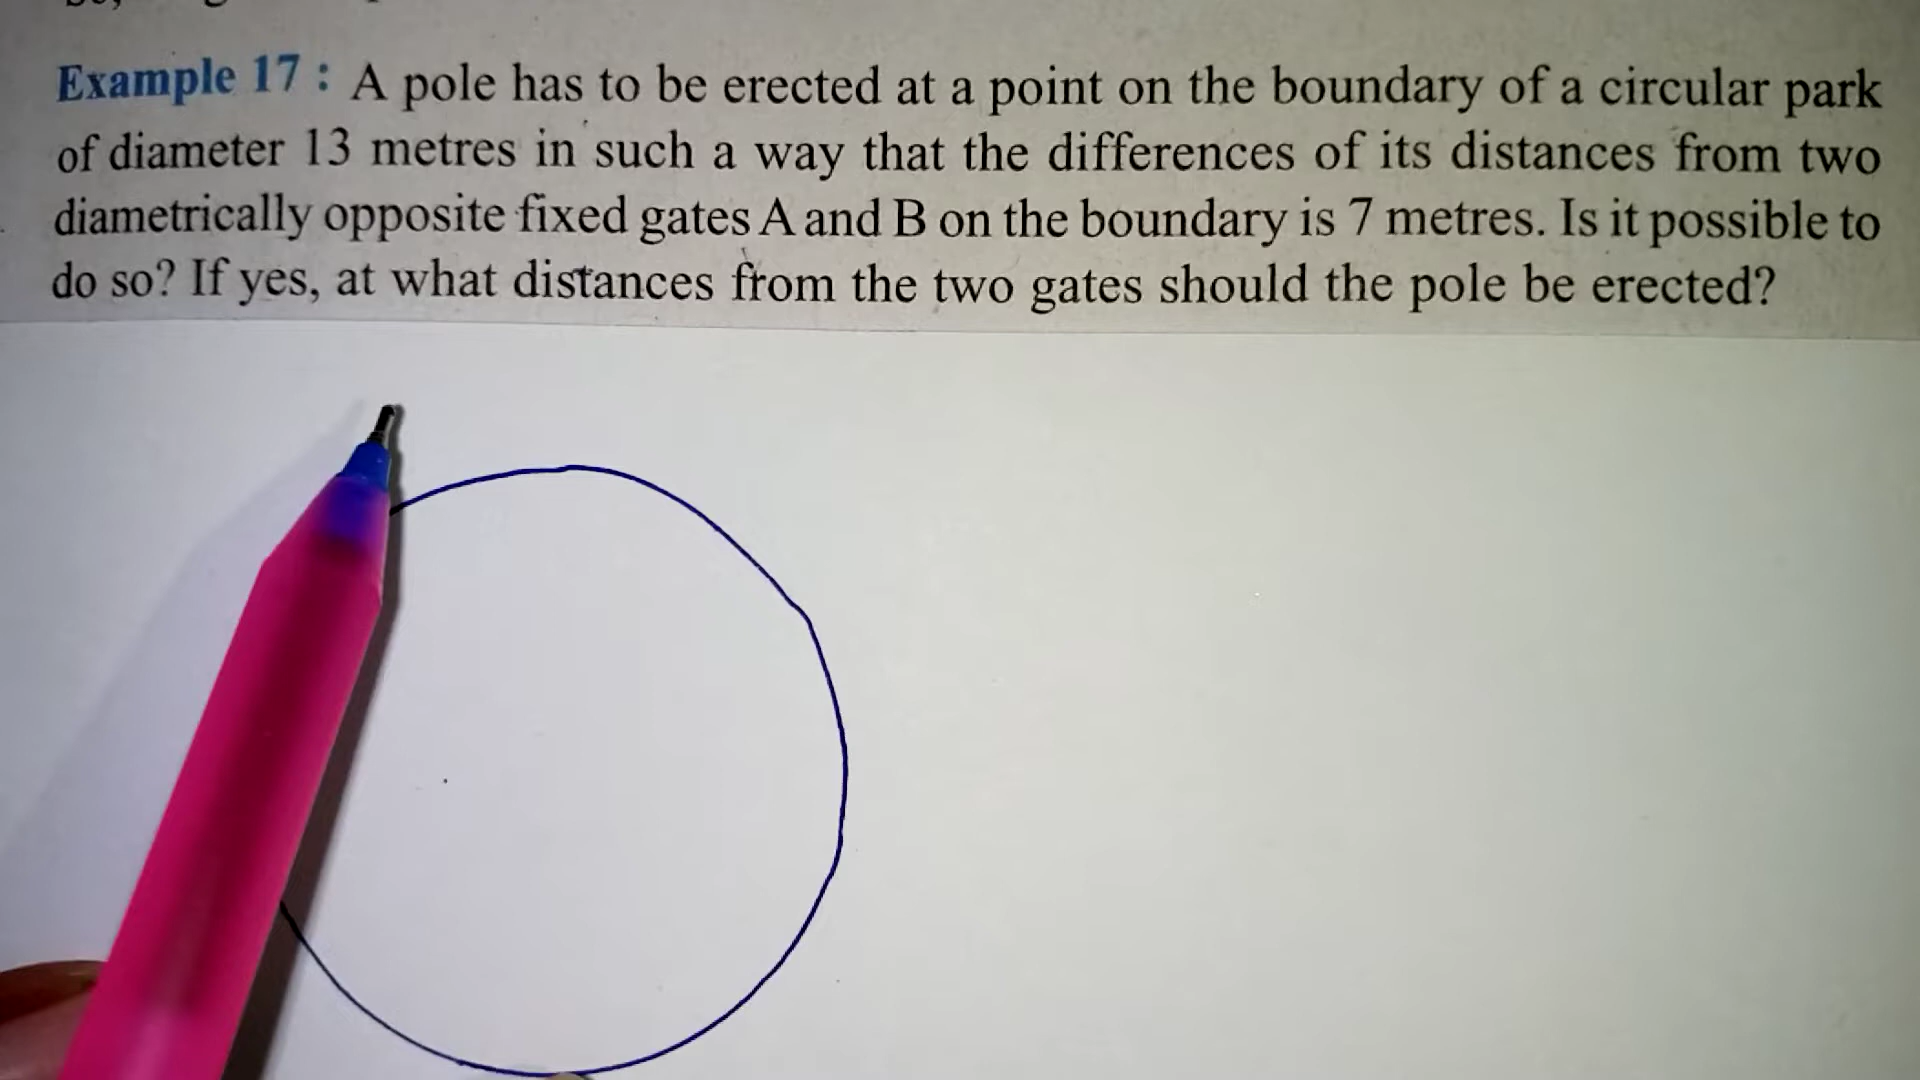 Example 17 : A pole has to be erected at a point on the boundary of a circular park
of diameter 13 metres in such a way that the differences of its distances from two
diametrically opposite fixed gates A and B on the boundary is 7 metres. Is it possible to
do so? If yes, at what distances from the two gates should the pole be erected?